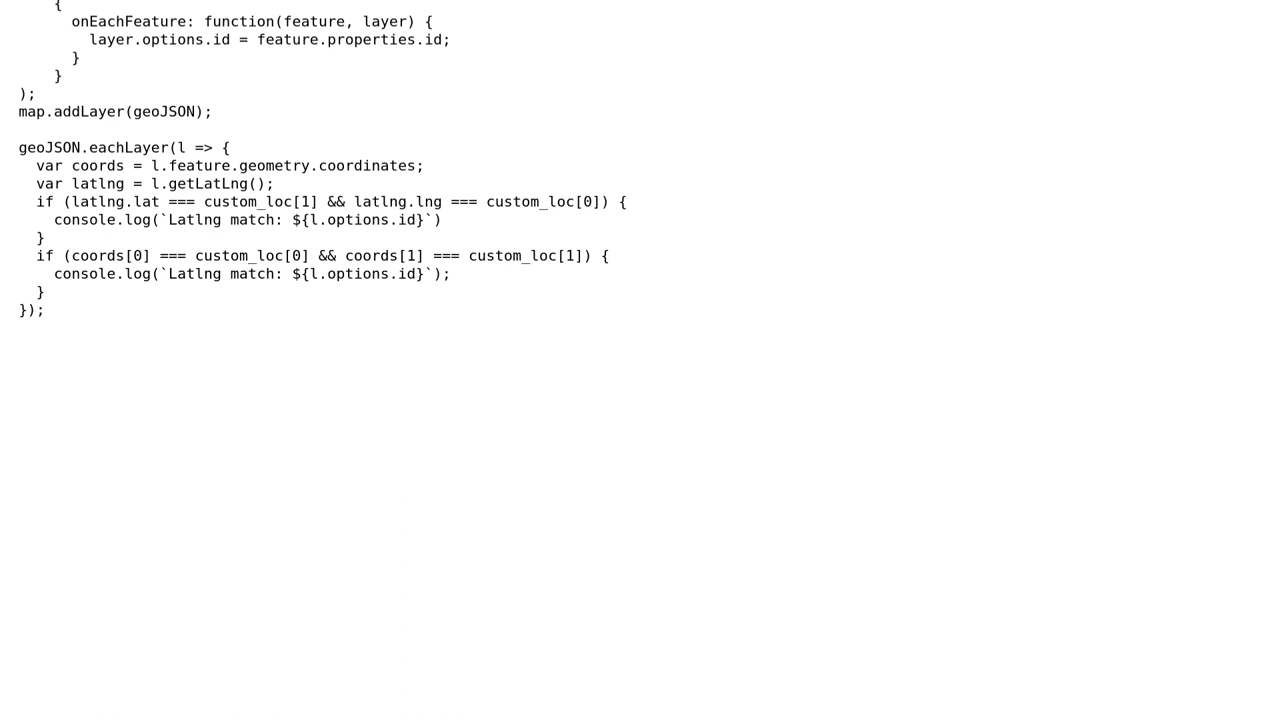 {
onEachFeature: function(feature, layer) {
layer.options.id = feature.properties.id;
}
}
);
map.addLayer(geoJSON);
geoJSON.eachLayer(l => {
var coords = l.feature.geometry.coordinates;
var latlng = l.getLatLng();
if (latlng.lat === custom_loc[1] && latlng.lng === custom_loc[0]) {
console.log(`Latlng match: ${l.options.id}`)
}
if (coords[0] === custom_loc[0] && coords[1] === custom_loc[1]) {
console.log(`Latlng match: ${l.options.id}`);
}
});